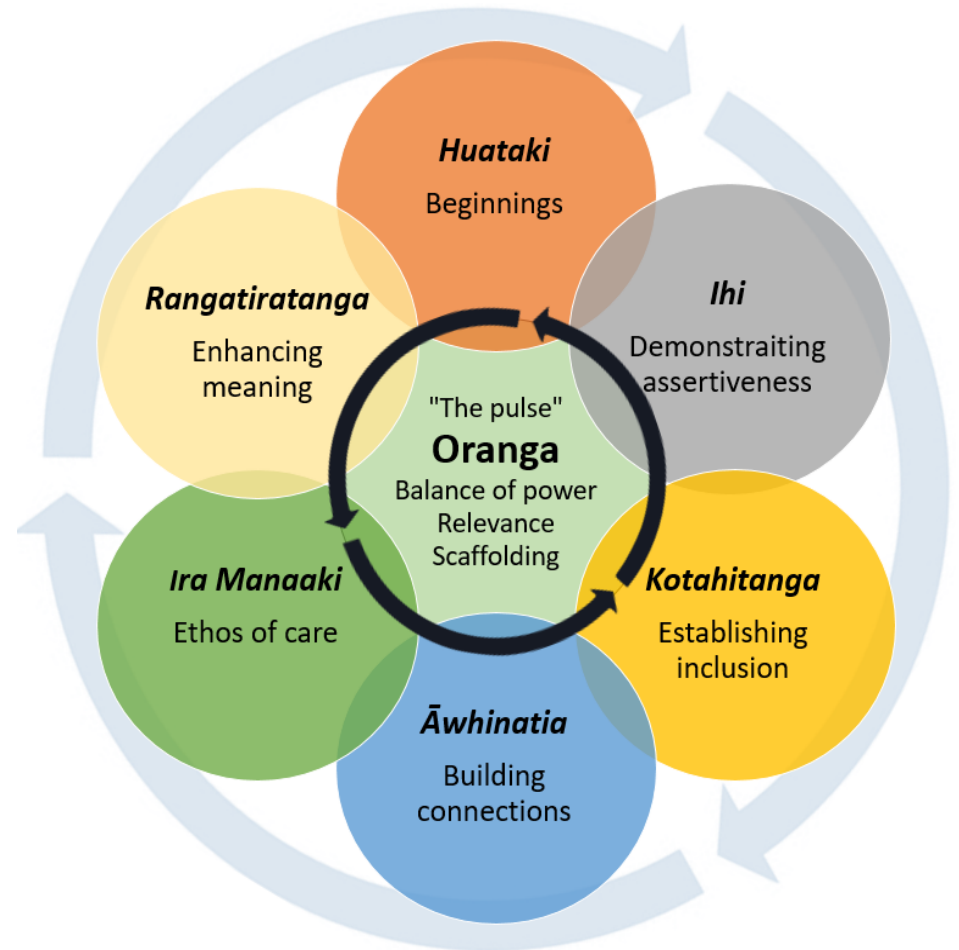 Huataki
Beginnings
Ihi
Demonstraiting
assertiveness
Kotahitanga
Establishing
inclusion
Āwhinatia
Building
connections
Ira Manaaki
Ethos of care
Rangatiratanga
Enhancing
meaning
"The pulse"
Oranga
Balance of power
Relevance
Scaffolding